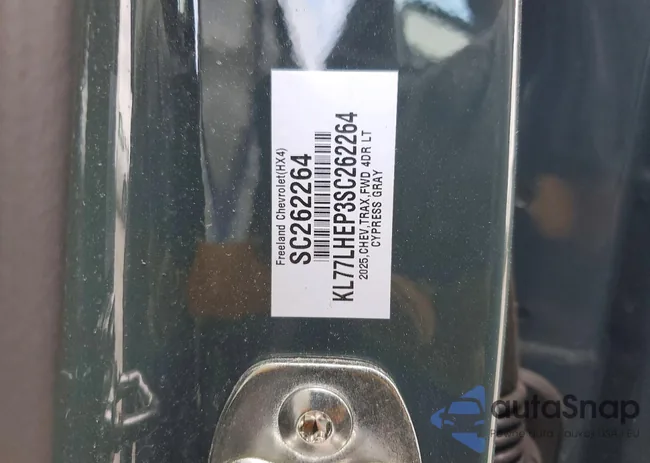 Freeland Chevrolet(HX4)
SC262264
KL77LHEP3SC262264
2025,CHEV,TRAX,FWD 4DR LT
CYPRESS GRAY
autoSnap